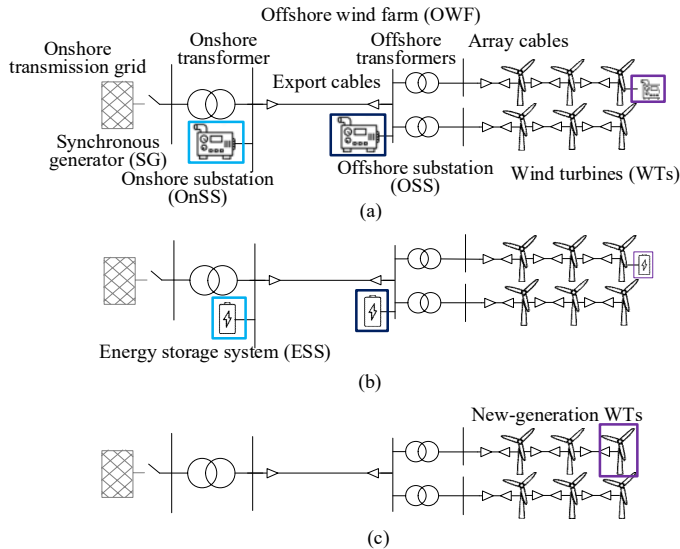 Offshore wind farm (OWF)
Onshore
transformer
Offshore
transformers
Array cables
Onshore
transmission grid
Export cables
Synchronous
generator (SG)
Onshore substation
(OnSS)
Offshore substation
(OSS)
Wind turbines (WTs)
(a)
Energy storage system (ESS)
(b)
New-generation WTs
(c)